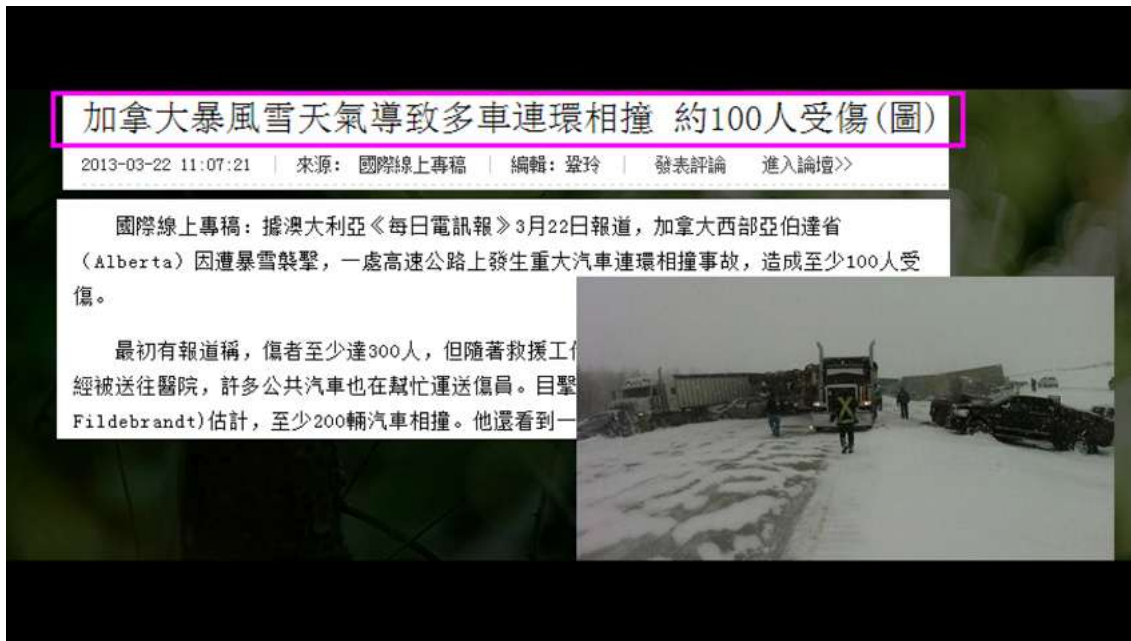 加拿大暴風雪天氣導致多車連環相撞 約100人受傷(圖)
2013-03-22 11:07:21 | 來源: 國際線上專稿 | 編輯: 鞏玲 | 發表評論 進入論壇>>
國際線上專稿:據澳大利亞《每日電訊報》3月22日報道,加拿大西部亞伯達省
(Alberta)因遭暴雪襲擊,一處高速公路上發生重大汽車連環相撞事故,造成至少100人受
傷。
最初有報道稱,傷者至少達300人,但隨著救援工
經被送往醫院,許多公共汽車也在幫忙運送傷員。目擊
Fildebrandt)估計,至少200輛汽車相撞。他還看到一